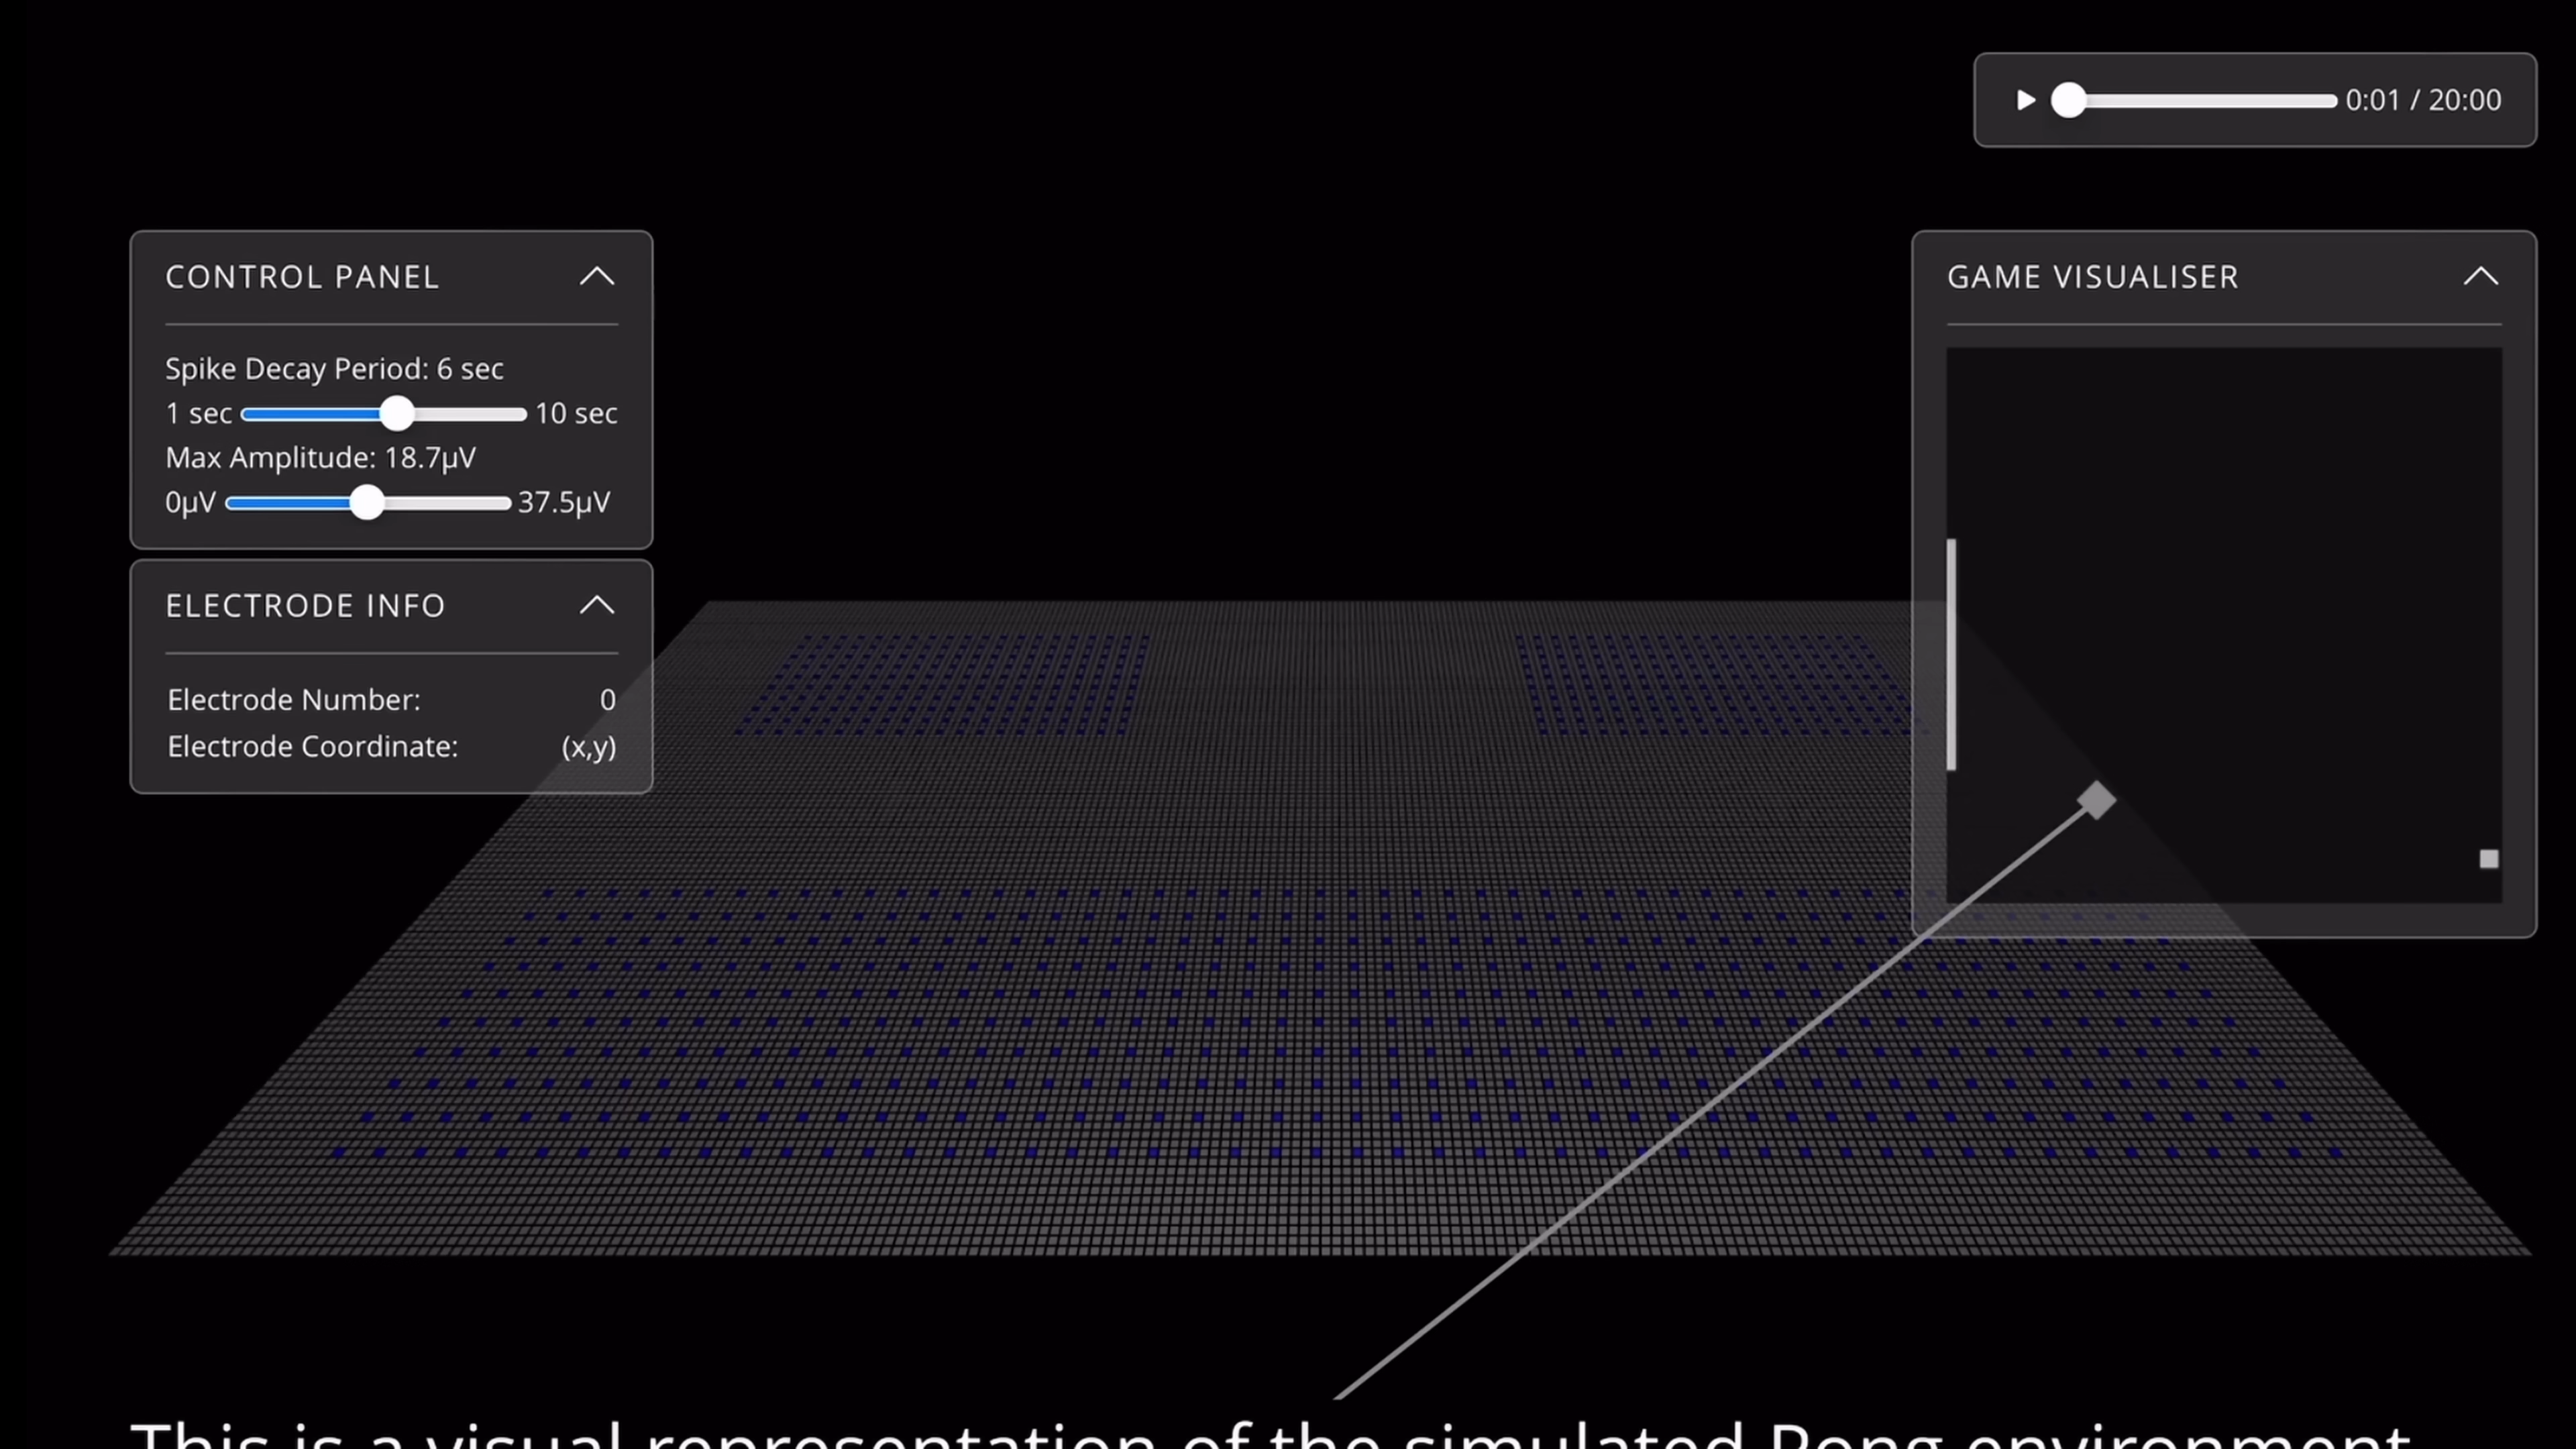 0:01 / 20:00
CONTROL PANEL
Spike Decay Period: 6 sec
1 sec 10 sec
Max Amplitude: 18.7µV
0µV 37.5µV
ELECTRODE INFO
Electrode Number: 0
Electrode Coordinate: (x,y)
GAME VISUALISER
This is a visual representation of the simulated Pong environment